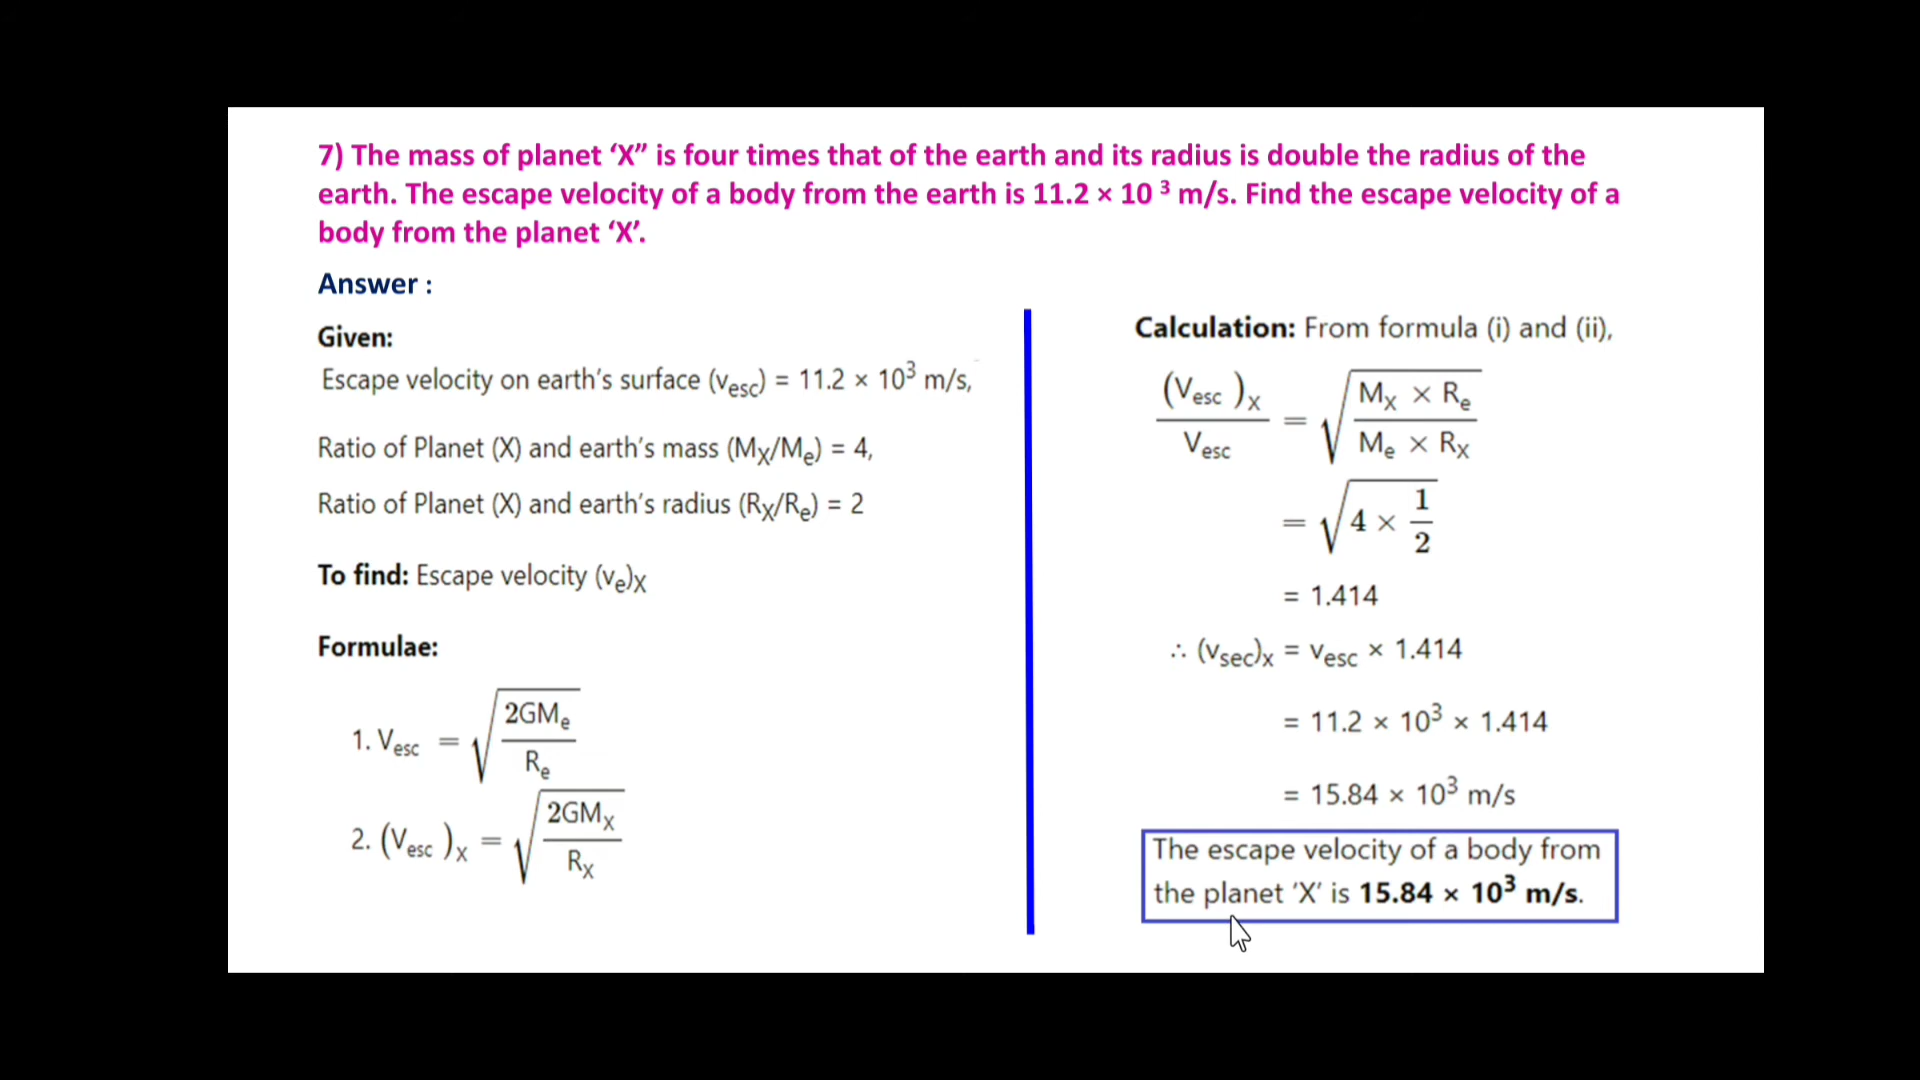 7) The mass of planet ‘X” is four times that of the earth and its radius is double the radius of the
earth. The escape velocity of a body from the earth is 11.2 × 10 ³ m/s. Find the escape velocity of a
body from the planet ‘X’.
Answer :
Given:
Escape velocity on earth's surface (vesc) = 11.2 × 10³ m/s,
Ratio of Planet (X) and earth's mass (MX/Me) = 4,
Ratio of Planet (X) and earth's radius (RX/Re) = 2
To find: Escape velocity (ve)X
Formulae:
1. Vesc = √(2GMe / Re)
2. (Vesc)X = √(2GMX / RX)
Calculation: From formula (i) and (ii),
(Vesc)X / Vesc = √(MX × Re / Me × RX)
= √(4 × 1/2)
= 1.414
∴ (vsec)x = vesc × 1.414
= 11.2 × 10³ × 1.414
= 15.84 × 10³ m/s
The escape velocity of a body from
the planet ‘X’ is 15.84 × 10³ m/s.